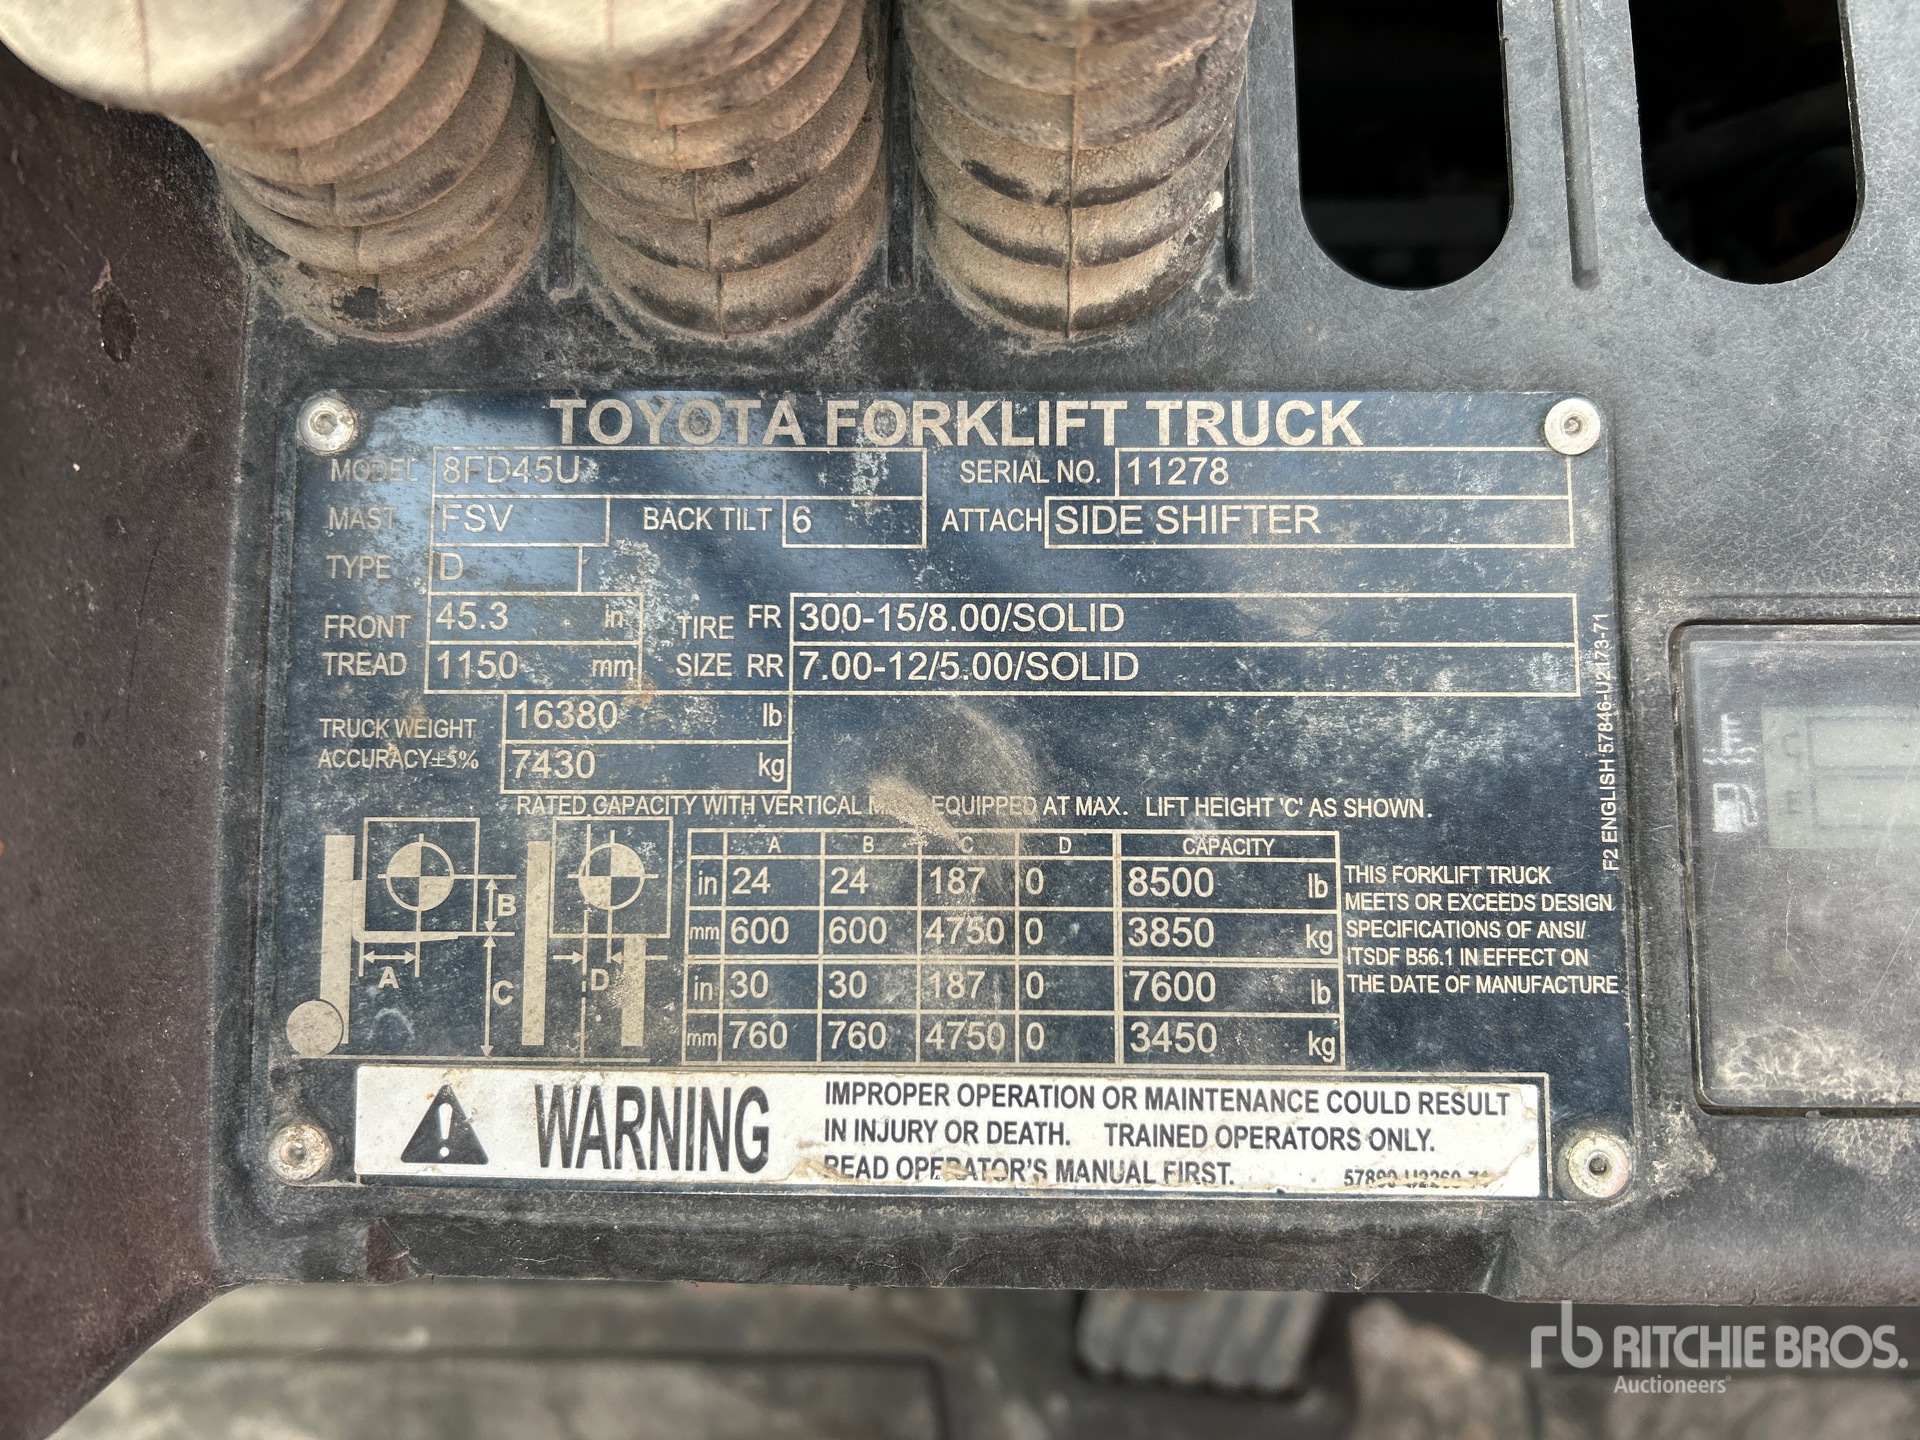 TOYOTA FORKLIFT TRUCK
MODEL 8FD45U SERIAL NO. 11278
MAST FSV BACK TILT 6 ATTACH SIDE SHIFTER
TYPE D
FRONT TREAD 45.3 in TIRE SIZE FR 300-15/8.00/SOLID
1150 mm RR 7.00-12/5.00/SOLID
TRUCK WEIGHT 16380 lb
ACCURACY±5% 7430 kg
RATED CAPACITY WITH VERTICAL EQUIPPED AT MAX. LIFT HEIGHT 'C' AS SHOWN.
A B C D CAPACITY
in 24 24 187 0 8500 lb
mm 600 600 4750 0 3850 kg
in 30 30 187 0 7600 lb
mm 760 760 4750 0 3450 kg
B
A
C
D
THIS FORKLIFT TRUCK
MEETS OR EXCEEDS DESIGN
SPECIFICATIONS OF ANSI/
ITSDF B56.1 IN EFFECT ON
THE DATE OF MANUFACTURE
F2 ENGLISH 57846-U2173-71
WARNING
IMPROPER OPERATION OR MAINTENANCE COULD RESULT
IN INJURY OR DEATH. TRAINED OPERATORS ONLY.
READ OPERATOR'S MANUAL FIRST.
F
E
C
rb RITCHIE BROS.
Auctioneers